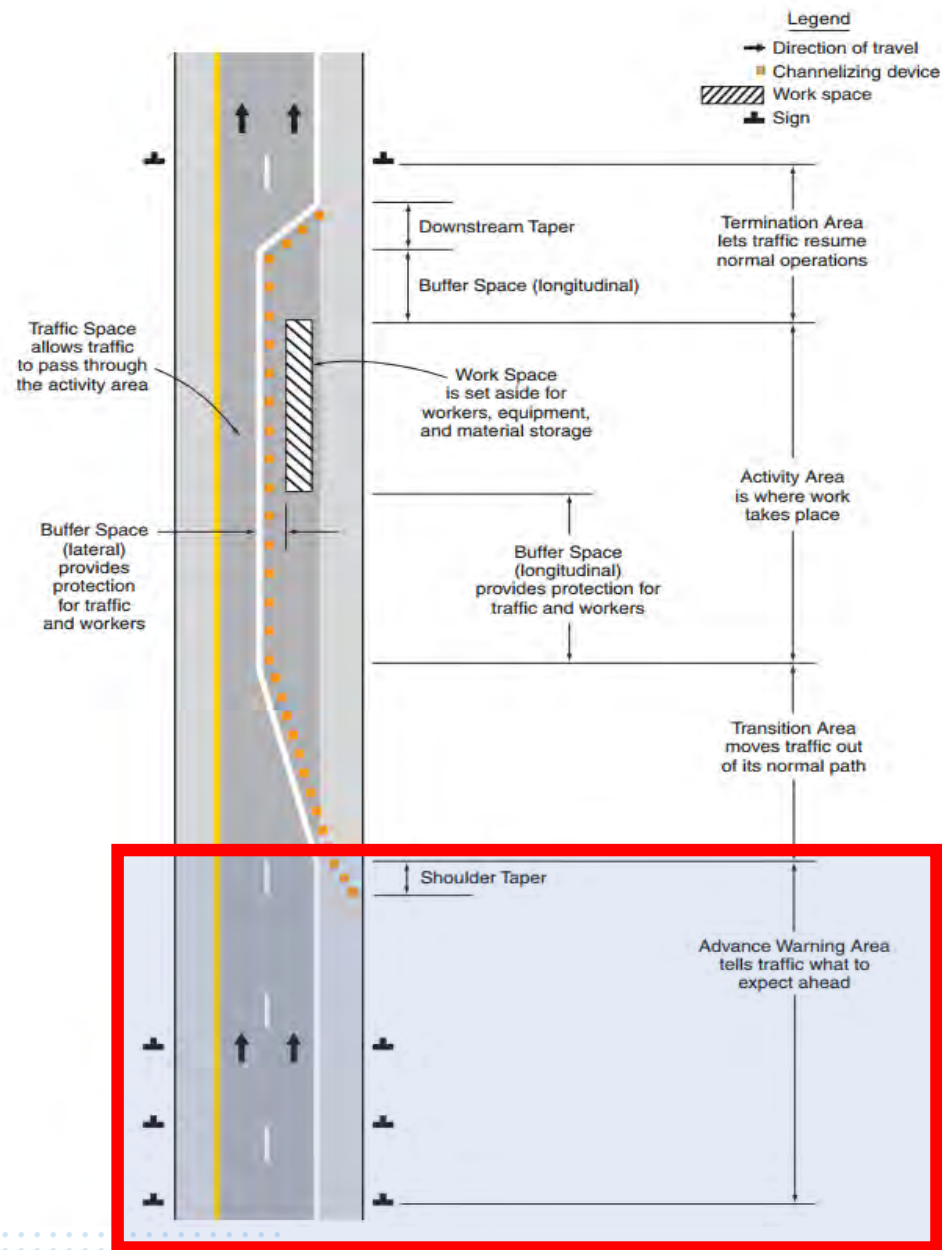 Legend
Direction of travel
Channelizing device
Work space
Sign
Downstream Taper
Termination Area
lets traffic resume
normal operations
Buffer Space (longitudinal)
Traffic Space
allows traffic
to pass through
the activity area
Work Space
is set aside for
workers, equipment,
and material storage
Activity Area
is where work
takes place
Buffer Space
(lateral)
provides
protection
for traffic
and workers
Buffer Space
(longitudinal)
provides protection for
traffic and workers
Transition Area
moves traffic out
of its normal path
Shoulder Taper
Advance Warning Area
tells traffic what to
expect ahead